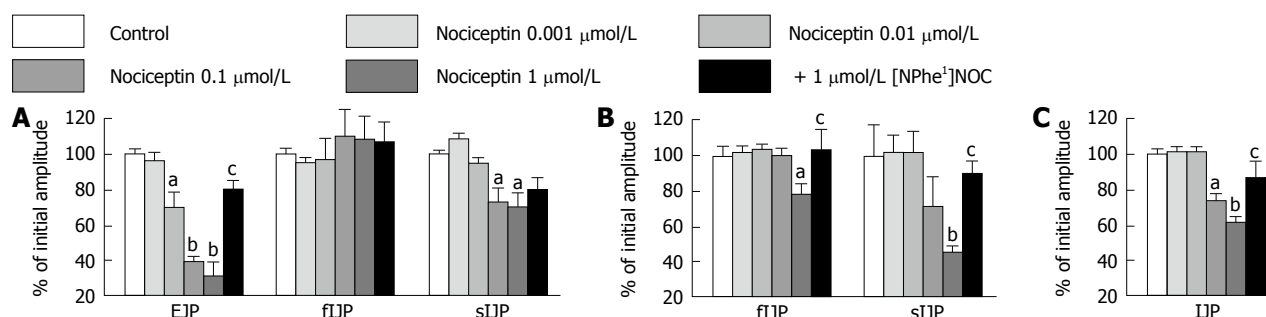 Control
Nociceptin 0.001 μmol/L
Nociceptin 0.01 μmol/L
Nociceptin 0.1 μmol/L
Nociceptin 1 μmol/L
+ 1 μmol/L [NPhe¹]NOC
A
% of initial amplitude
120
100
80
60
40
20
a
b
b
c
a
a
EJP
fIJP
sIJP
B
% of initial amplitude
120
100
80
60
40
20
a
c
b
c
fIJP
sIJP
C
% of initial amplitude
120
100
80
60
40
20
a
b
c
IJP